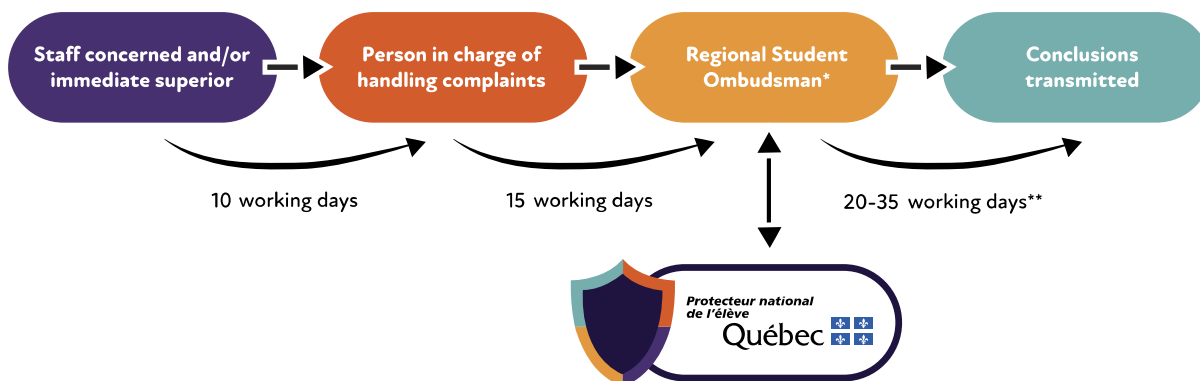 Staff concerned and/or
immediate superior
Person in charge of
handling complaints
Regional Student
Ombudsman*
Conclusions
transmitted
10 working days
15 working days
20-35 working days**
Protecteur national
de l'élève
Québec